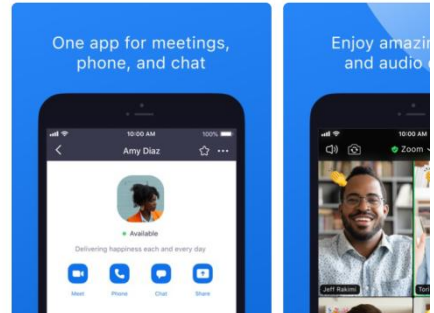 One app for meetings,
phone, and chat
10:00 AM
100%
Amy Diaz
Available
Delivering happiness each and every day
Meet
Phone
Chat
Share
Enjoy
and audio
10:00 AM
Zoom
Jeff Rakimi
Tori